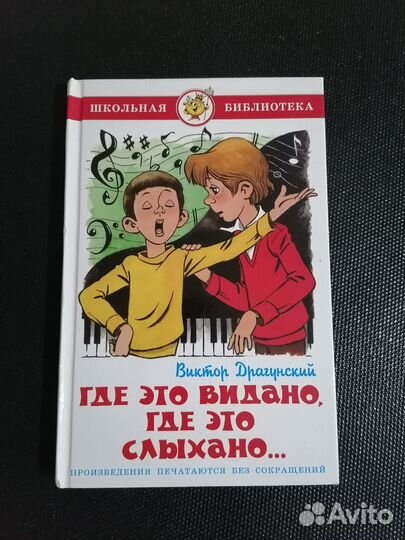 ШКОЛЬНАЯ БИБЛИОТЕКА
Виктор Драгунский
ГДЕ ЭТО ВИДАНО,
ГДЕ ЭТО
СЛЫХАНО...
ПРОИЗВЕДЕНИЯ ПЕЧАТАЮТСЯ БЕЗ СОКРАЩЕНИЙ
Avito